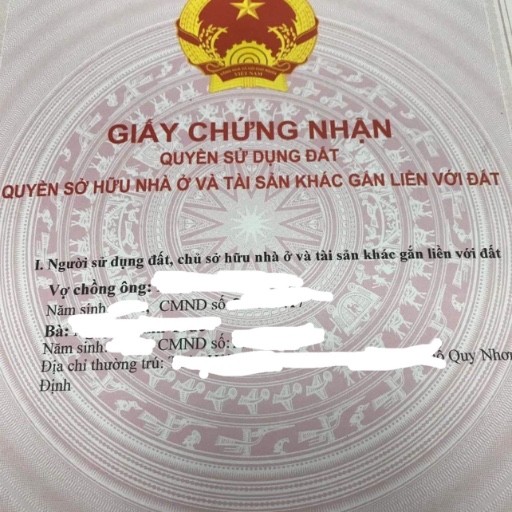 VIỆT NAM
GIẤY CHỨNG NHẬN
QUYỀN SỬ DỤNG ĐẤT
QUYỀN SỞ HỮU NHÀ Ở VÀ TÀI SẢN KHÁC GẮN LIỀN VỚI ĐẤT
I. Người sử dụng đất, chủ sở hữu nhà ở và tài sản khác gắn liền với đất
Vợ chồng ông:
Năm sinh , CMND số
Bà:
Năm sinh: CMND số:
Địa chỉ thường trú: Quy Nhơ
Định